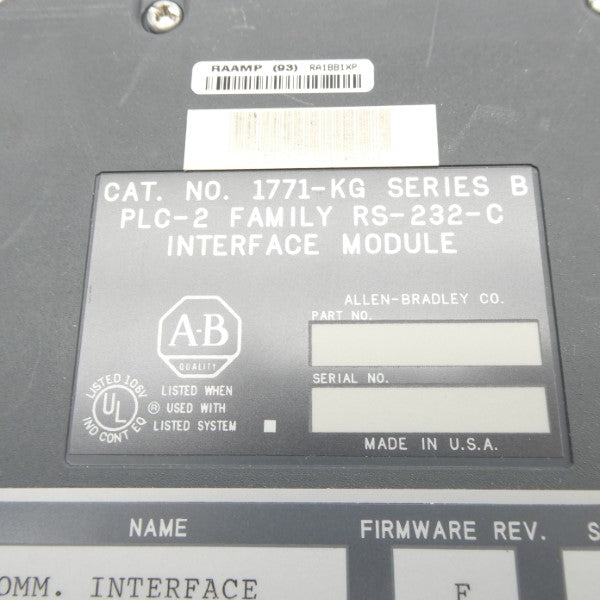 RAAMP (93) RA1BB1XP
CAT. NO. 1771-KG SERIES B
PLC-2 FAMILY RS-232-C
INTERFACE MODULE
ALLEN-BRADLEY CO.
PART NO.
A-B
QUALITY
SERIAL NO.
LISTED 106V
UL
IND CONT EQ
®
LISTED WHEN
USED WITH
LISTED SYSTEM
MADE IN U.S.A.
NAME FIRMWARE REV. S
OMM. INTERFACE F